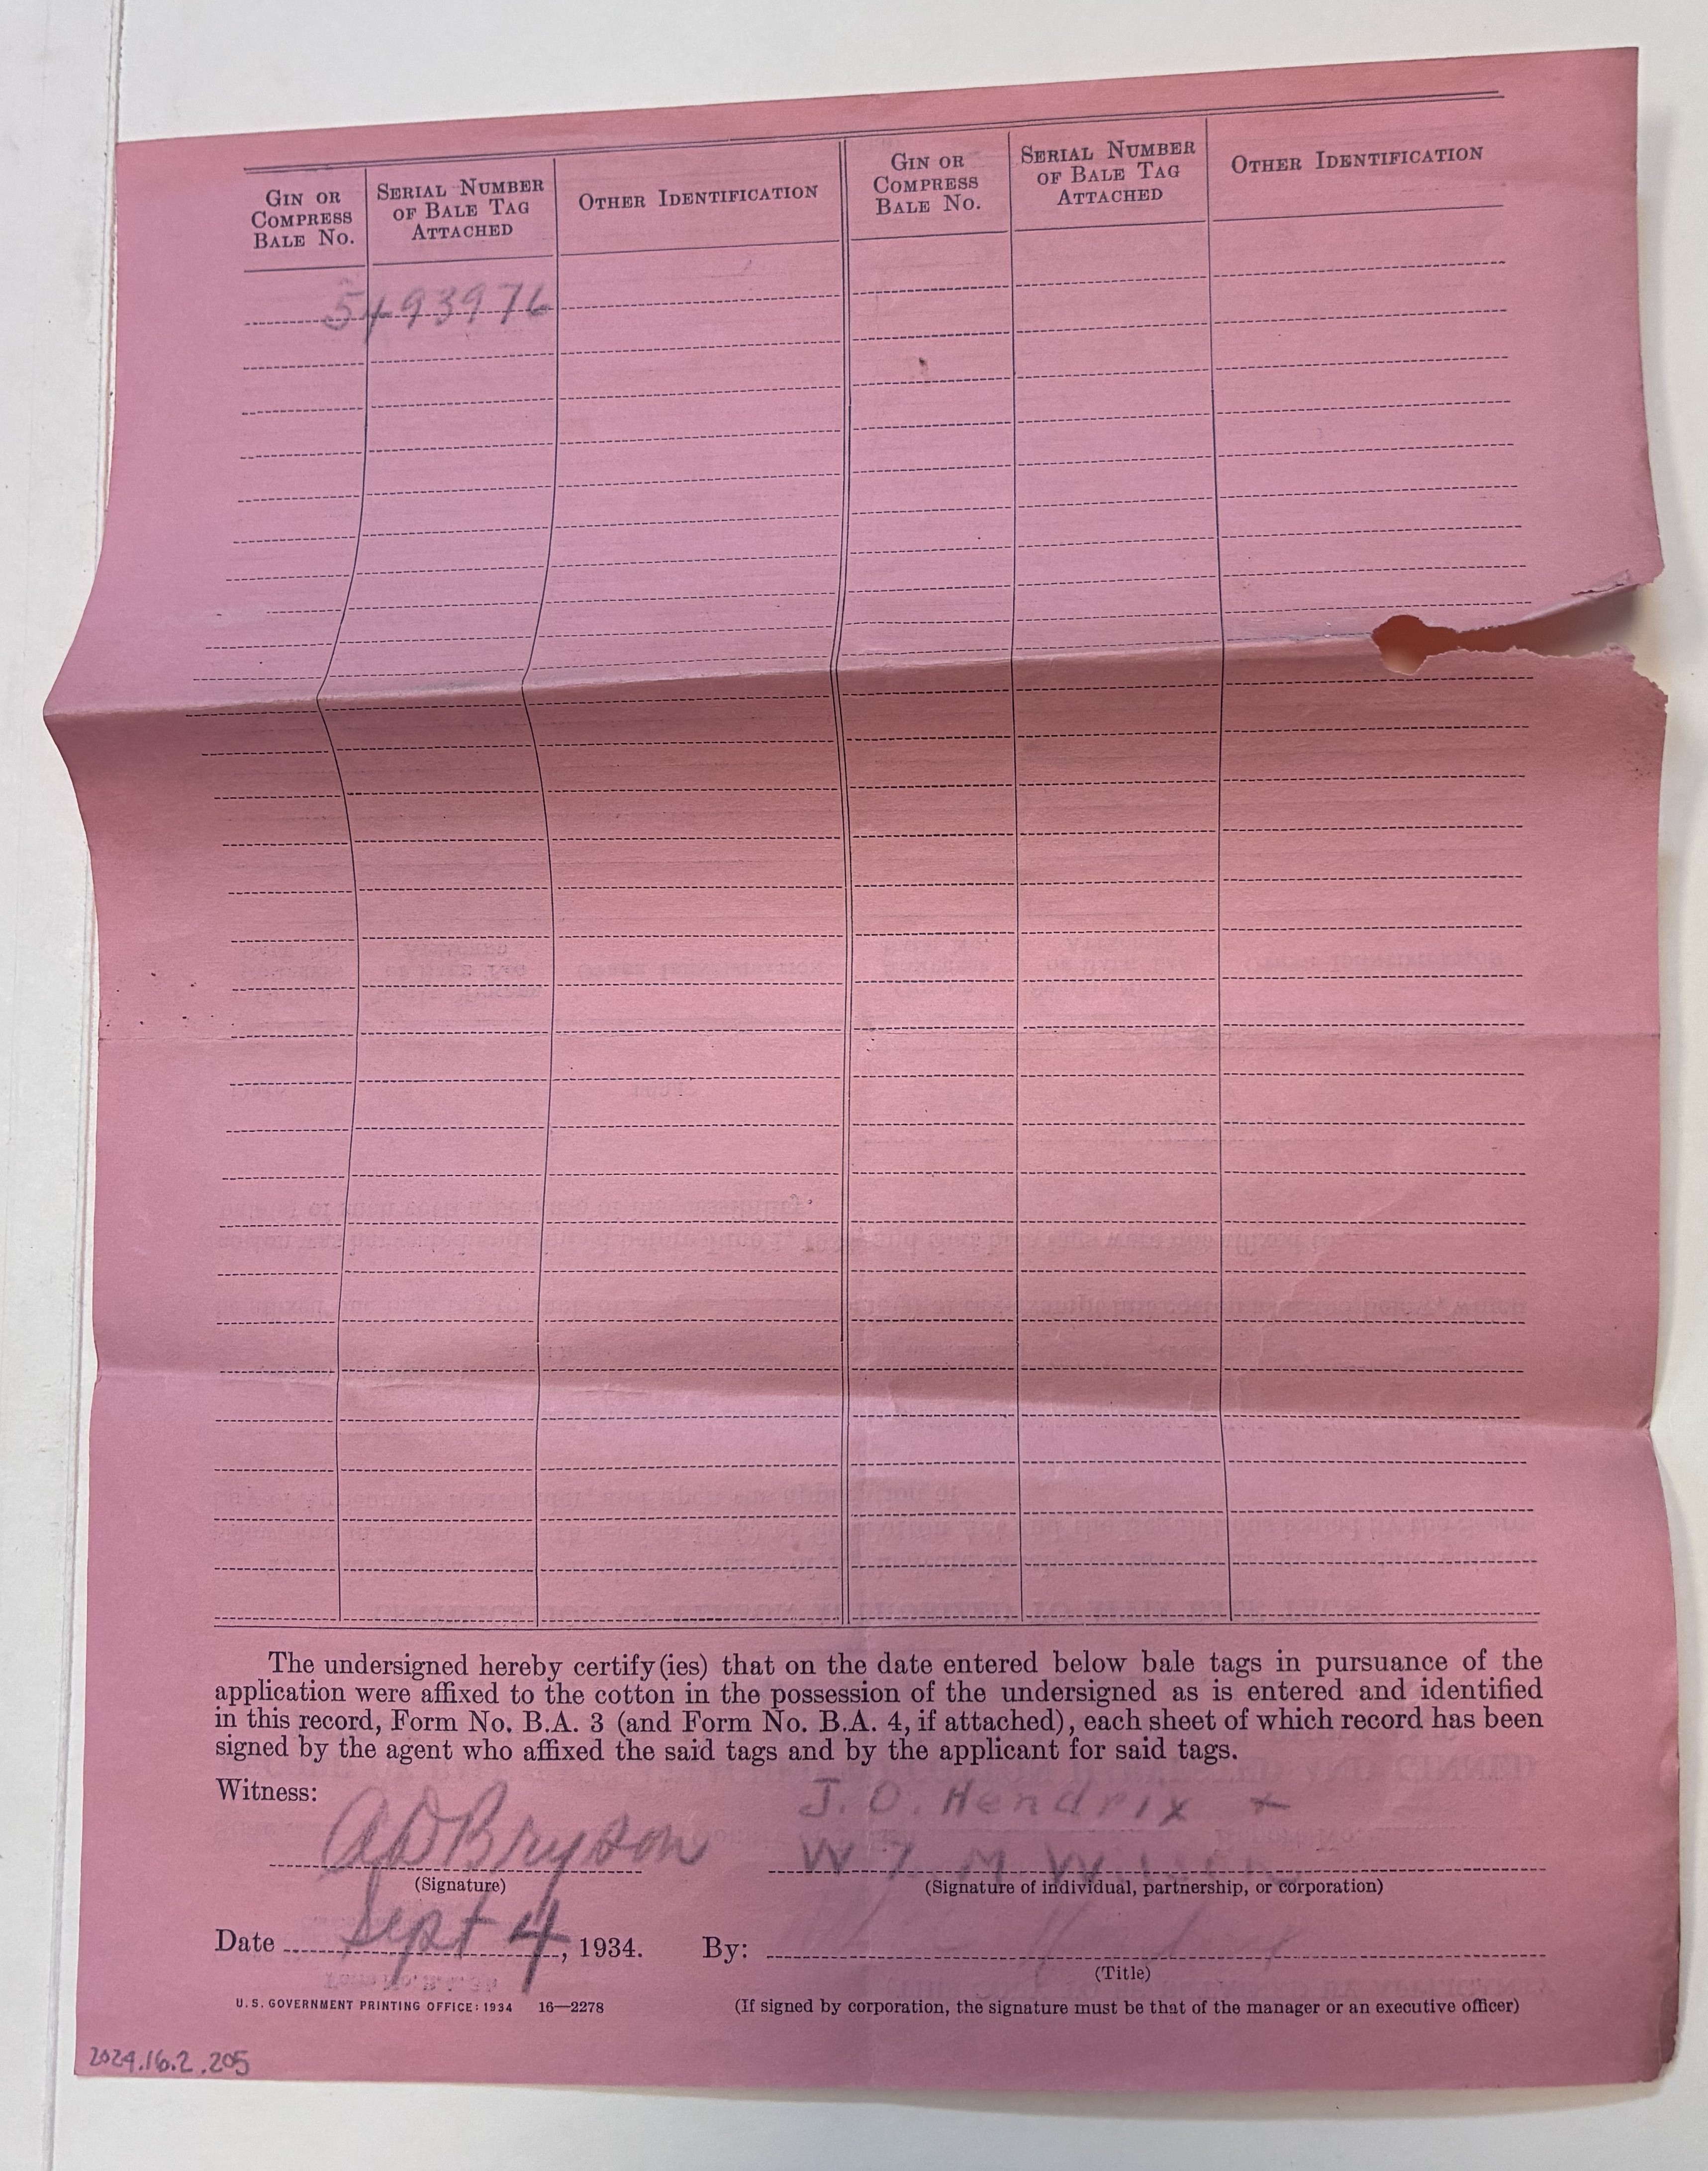 GIN OR
COMPRESS
BALE NO.
SERIAL NUMBER
OF BALE TAG
ATTACHED
OTHER IDENTIFICATION
GIN OR
COMPRESS
BALE NO.
SERIAL NUMBER
OF BALE TAG
ATTACHED
OTHER IDENTIFICATION
5493976
The undersigned hereby certify(ies) that on the date entered below bale tags in pursuance of the
application were affixed to the cotton in the possession of the undersigned as is entered and identified
in this record, Form No. B.A. 3 (and Form No. B.A. 4, if attached), each sheet of which record has been
signed by the agent who affixed the said tags and by the applicant for said tags.
Witness:
A D Bryson
(Signature)
J. O. Hendrix +
W M
(Signature of individual, partnership, or corporation)
Date Sept 4, 1934.
By:
(Title)
U.S. GOVERNMENT PRINTING OFFICE: 1934 16—2278
(If signed by corporation, the signature must be that of the manager or an executive officer)
2024.16.2.205